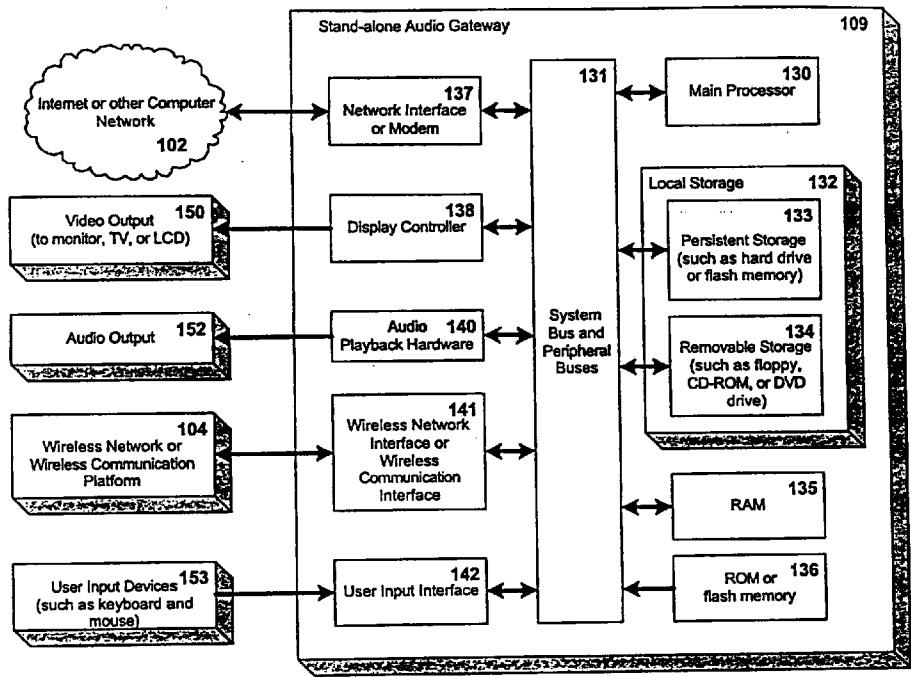 Stand-alone Audio Gateway
109
Internet or other Computer
Network
102
137
Network Interface
or Modem
131
System
Bus and
Peripheral
Buses
130
Main Processor
150
Video Output
(to monitor, TV, or LCD)
138
Display Controller
Local Storage
132
133
Persistent Storage
(such as hard drive
or flash memory)
Audio Output
152
Audio
140
Playback Hardware
134
Removable Storage
(such as floppy,
CD-ROM, or DVD
drive)
104
Wireless Network or
Wireless Communication
Platform
141
Wireless Network
Interface or
Wireless
Communication
Interface
135
RAM
153
User Input Devices
(such as keyboard and
mouse)
142
User Input Interface
136
ROM or
flash memory